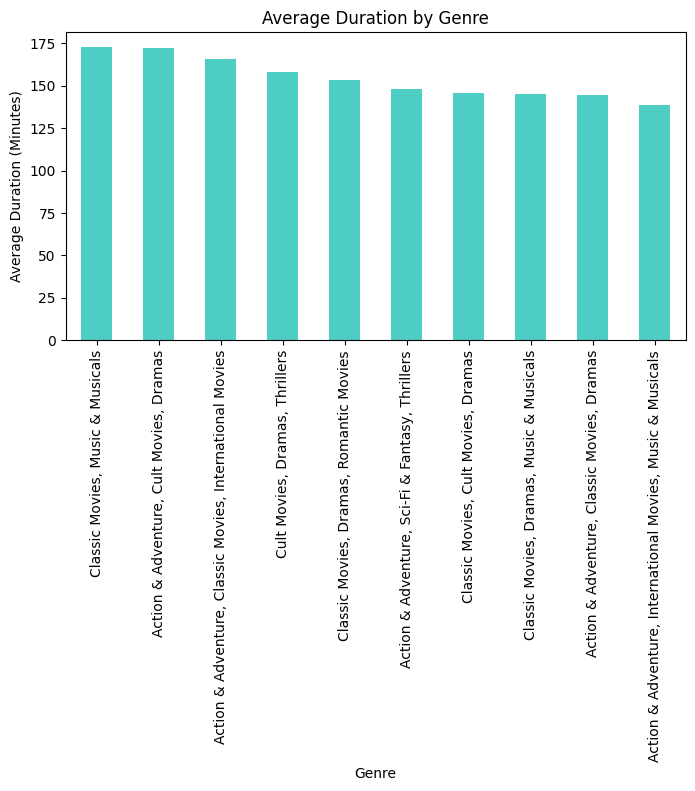 Average Duration by Genre
Average Duration (Minutes)
175
150
125
100
75
50
25
0
Classic Movies, Music & Musicals
Action & Adventure, Cult Movies, Dramas
Action & Adventure, Classic Movies, International Movies
Cult Movies, Dramas, Thrillers
Classic Movies, Dramas, Romantic Movies
Action & Adventure, Sci-Fi & Fantasy, Thrillers
Classic Movies, Cult Movies, Dramas
Classic Movies, Dramas, Music & Musicals
Action & Adventure, Classic Movies, Dramas
Action & Adventure, International Movies, Music & Musicals
Genre